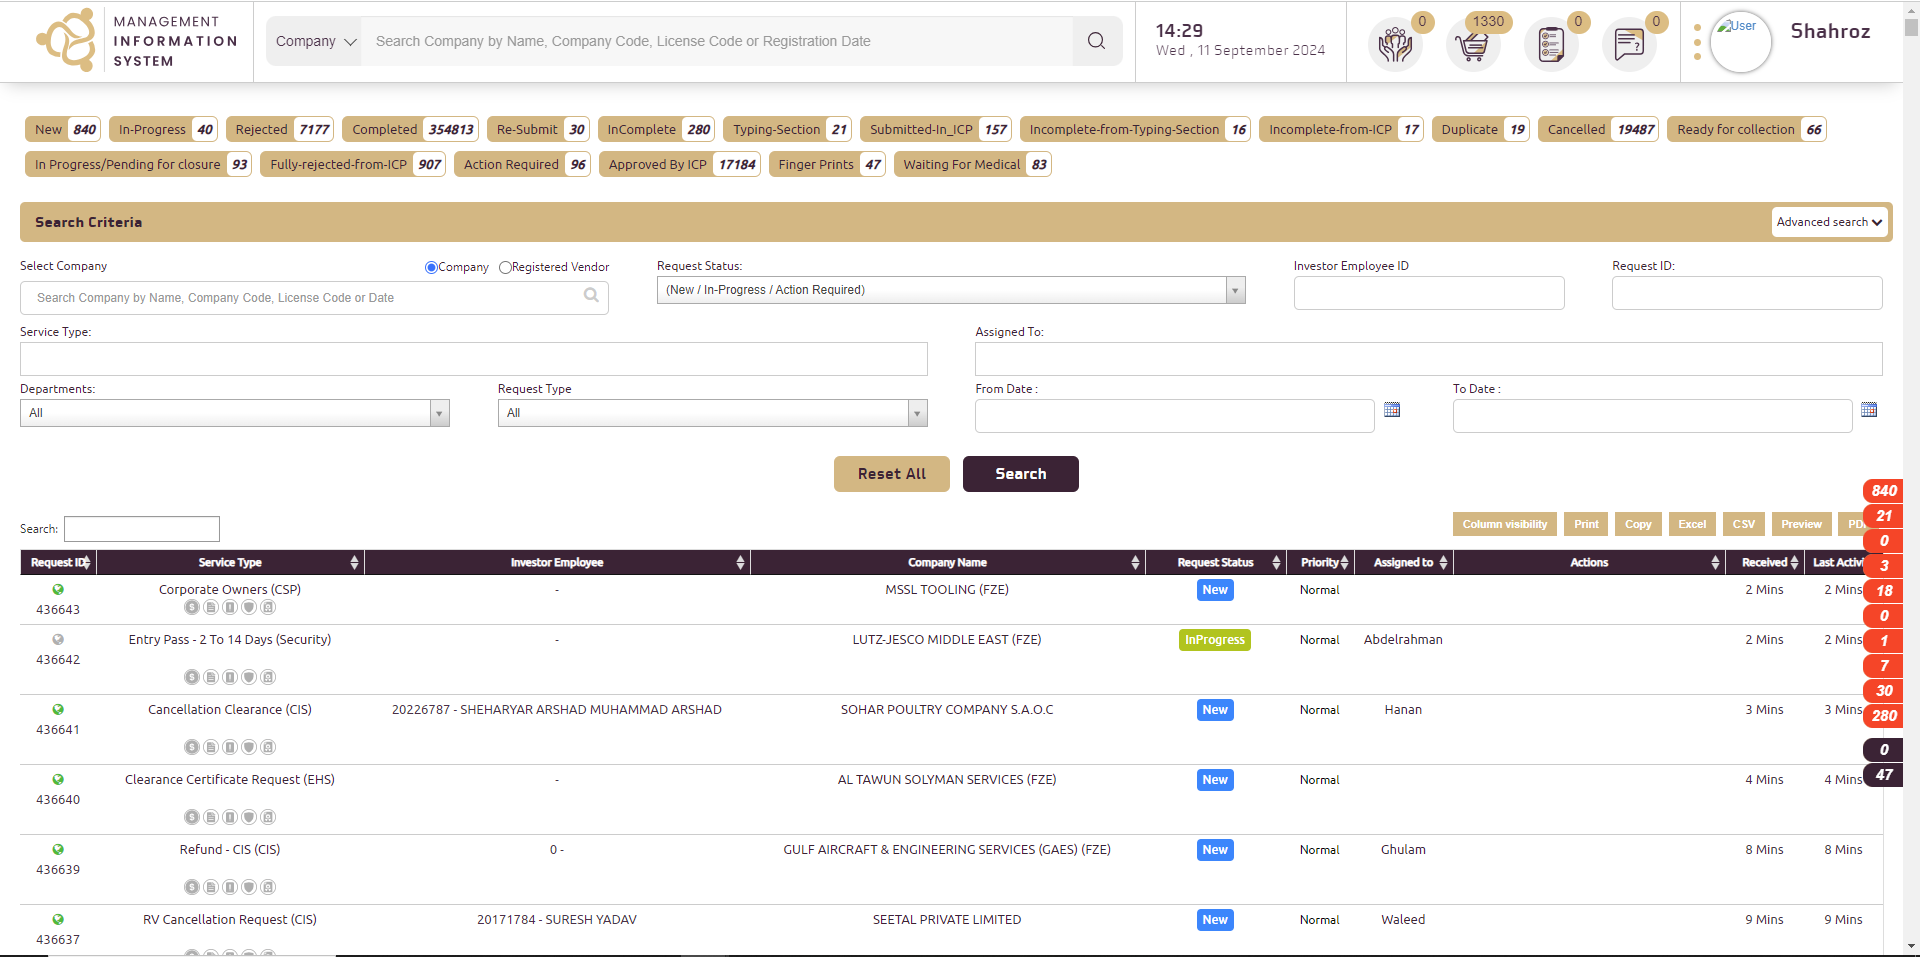 MANAGEMENT
INFORMATION
SYSTEM
Company
Search Company by Name, Company Code, License Code or Registration Date
14:29
Wed , 11 September 2024
0
1330
0
0
User
Shahroz
New 840 In-Progress 40 Rejected 7177 Completed 354813 Re-Submit 30 InComplete 280 Typing-Section 21 Submitted-In_ICP 157 Incomplete-from-Typing-Section 16 Incomplete-from-ICP 17 Duplicate 19 Cancelled 19487 Ready for collection 66
In Progress/Pending for closure 93 Fully-rejected-from-ICP 907 Action Required 96 Approved By ICP 17184 Finger Prints 47 Waiting For Medical 83
Search Criteria Advanced search
Select Company Company Registered Vendor Request Status: Investor Employee ID Request ID:
Search Company by Name, Company Code, License Code or Date (New / In-Progress / Action Required)
Service Type: Assigned To:
Departments: Request Type From Date : To Date :
All All
Reset All Search
Search: Column visibility Print Copy Excel CSV Preview
Request ID Service Type Investor Employee Company Name Request Status Priority Assigned to Actions Received Last Activi
Corporate Owners (CSP) - MSSL TOOLING (FZE) New Normal 2 Mins 2 Mins
436643
Entry Pass - 2 To 14 Days (Security) - LUTZ-JESCO MIDDLE EAST (FZE) InProgress Normal Abdelrahman 2 Mins 2 Mins
436642
Cancellation Clearance (CIS) 20226787 - SHEHARYAR ARSHAD MUHAMMAD ARSHAD SOHAR POULTRY COMPANY S.A.O.C New Normal Hanan 3 Mins 3 Mins
436641
Clearance Certificate Request (EHS) - AL TAWUN SOLYMAN SERVICES (FZE) New Normal 4 Mins 4 Mins
436640
Refund - CIS (CIS) 0 - GULF AIRCRAFT & ENGINEERING SERVICES (GAES) (FZE) New Normal Ghulam 8 Mins 8 Mins
436639
RV Cancellation Request (CIS) 20171784 - SURESH YADAV SEETAL PRIVATE LIMITED New Normal Waleed 9 Mins 9 Mins
436637
840
21
0
3
18
0
1
7
30
280
0
47